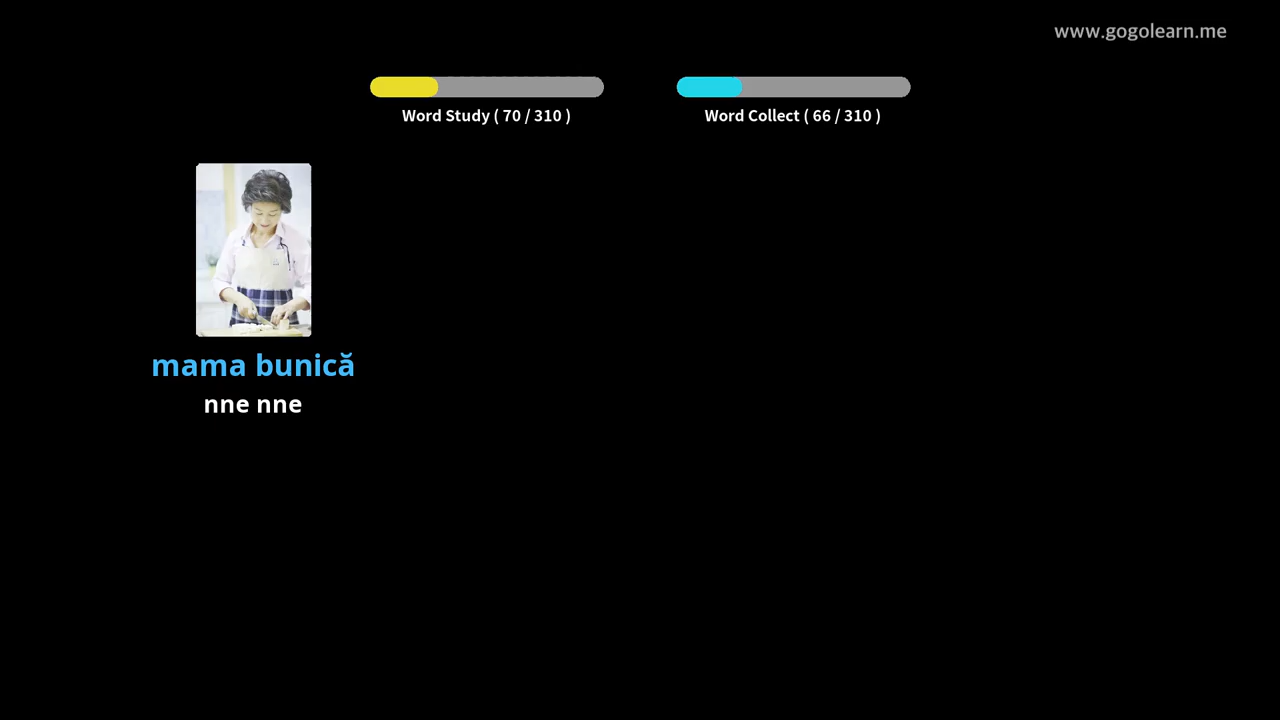 www.gogolearn.me
Word Study ( 70 / 310 )
Word Collect ( 66 / 310 )
mama bunică
nne nne